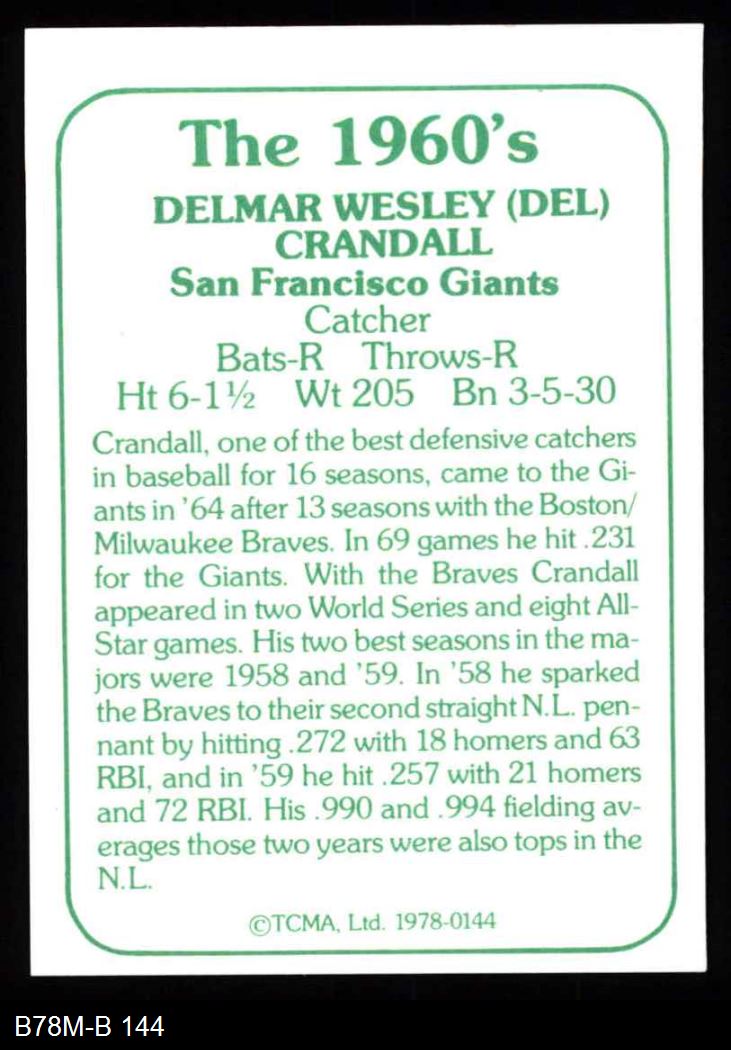 The 1960's
DELMAR WESLEY (DEL)
CRANDALL
San Francisco Giants
Catcher
Bats-R Throws-R
Ht 6-1½ Wt 205 Bn 3-5-30
Crandall, one of the best defensive catchers
in baseball for 16 seasons, came to the Gi-
ants in '64 after 13 seasons with the Boston/
Milwaukee Braves. In 69 games he hit .231
for the Giants. With the Braves Crandall
appeared in two World Series and eight All-
Star games. His two best seasons in the ma-
jors were 1958 and '59. In '58 he sparked
the Braves to their second straight N.L. pen-
nant by hitting .272 with 18 homers and 63
RBI, and in '59 he hit .257 with 21 homers
and 72 RBI. His .990 and .994 fielding av-
erages those two years were also tops in the
N.L.
©TCMA, Ltd. 1978-0144
B78M-B 144